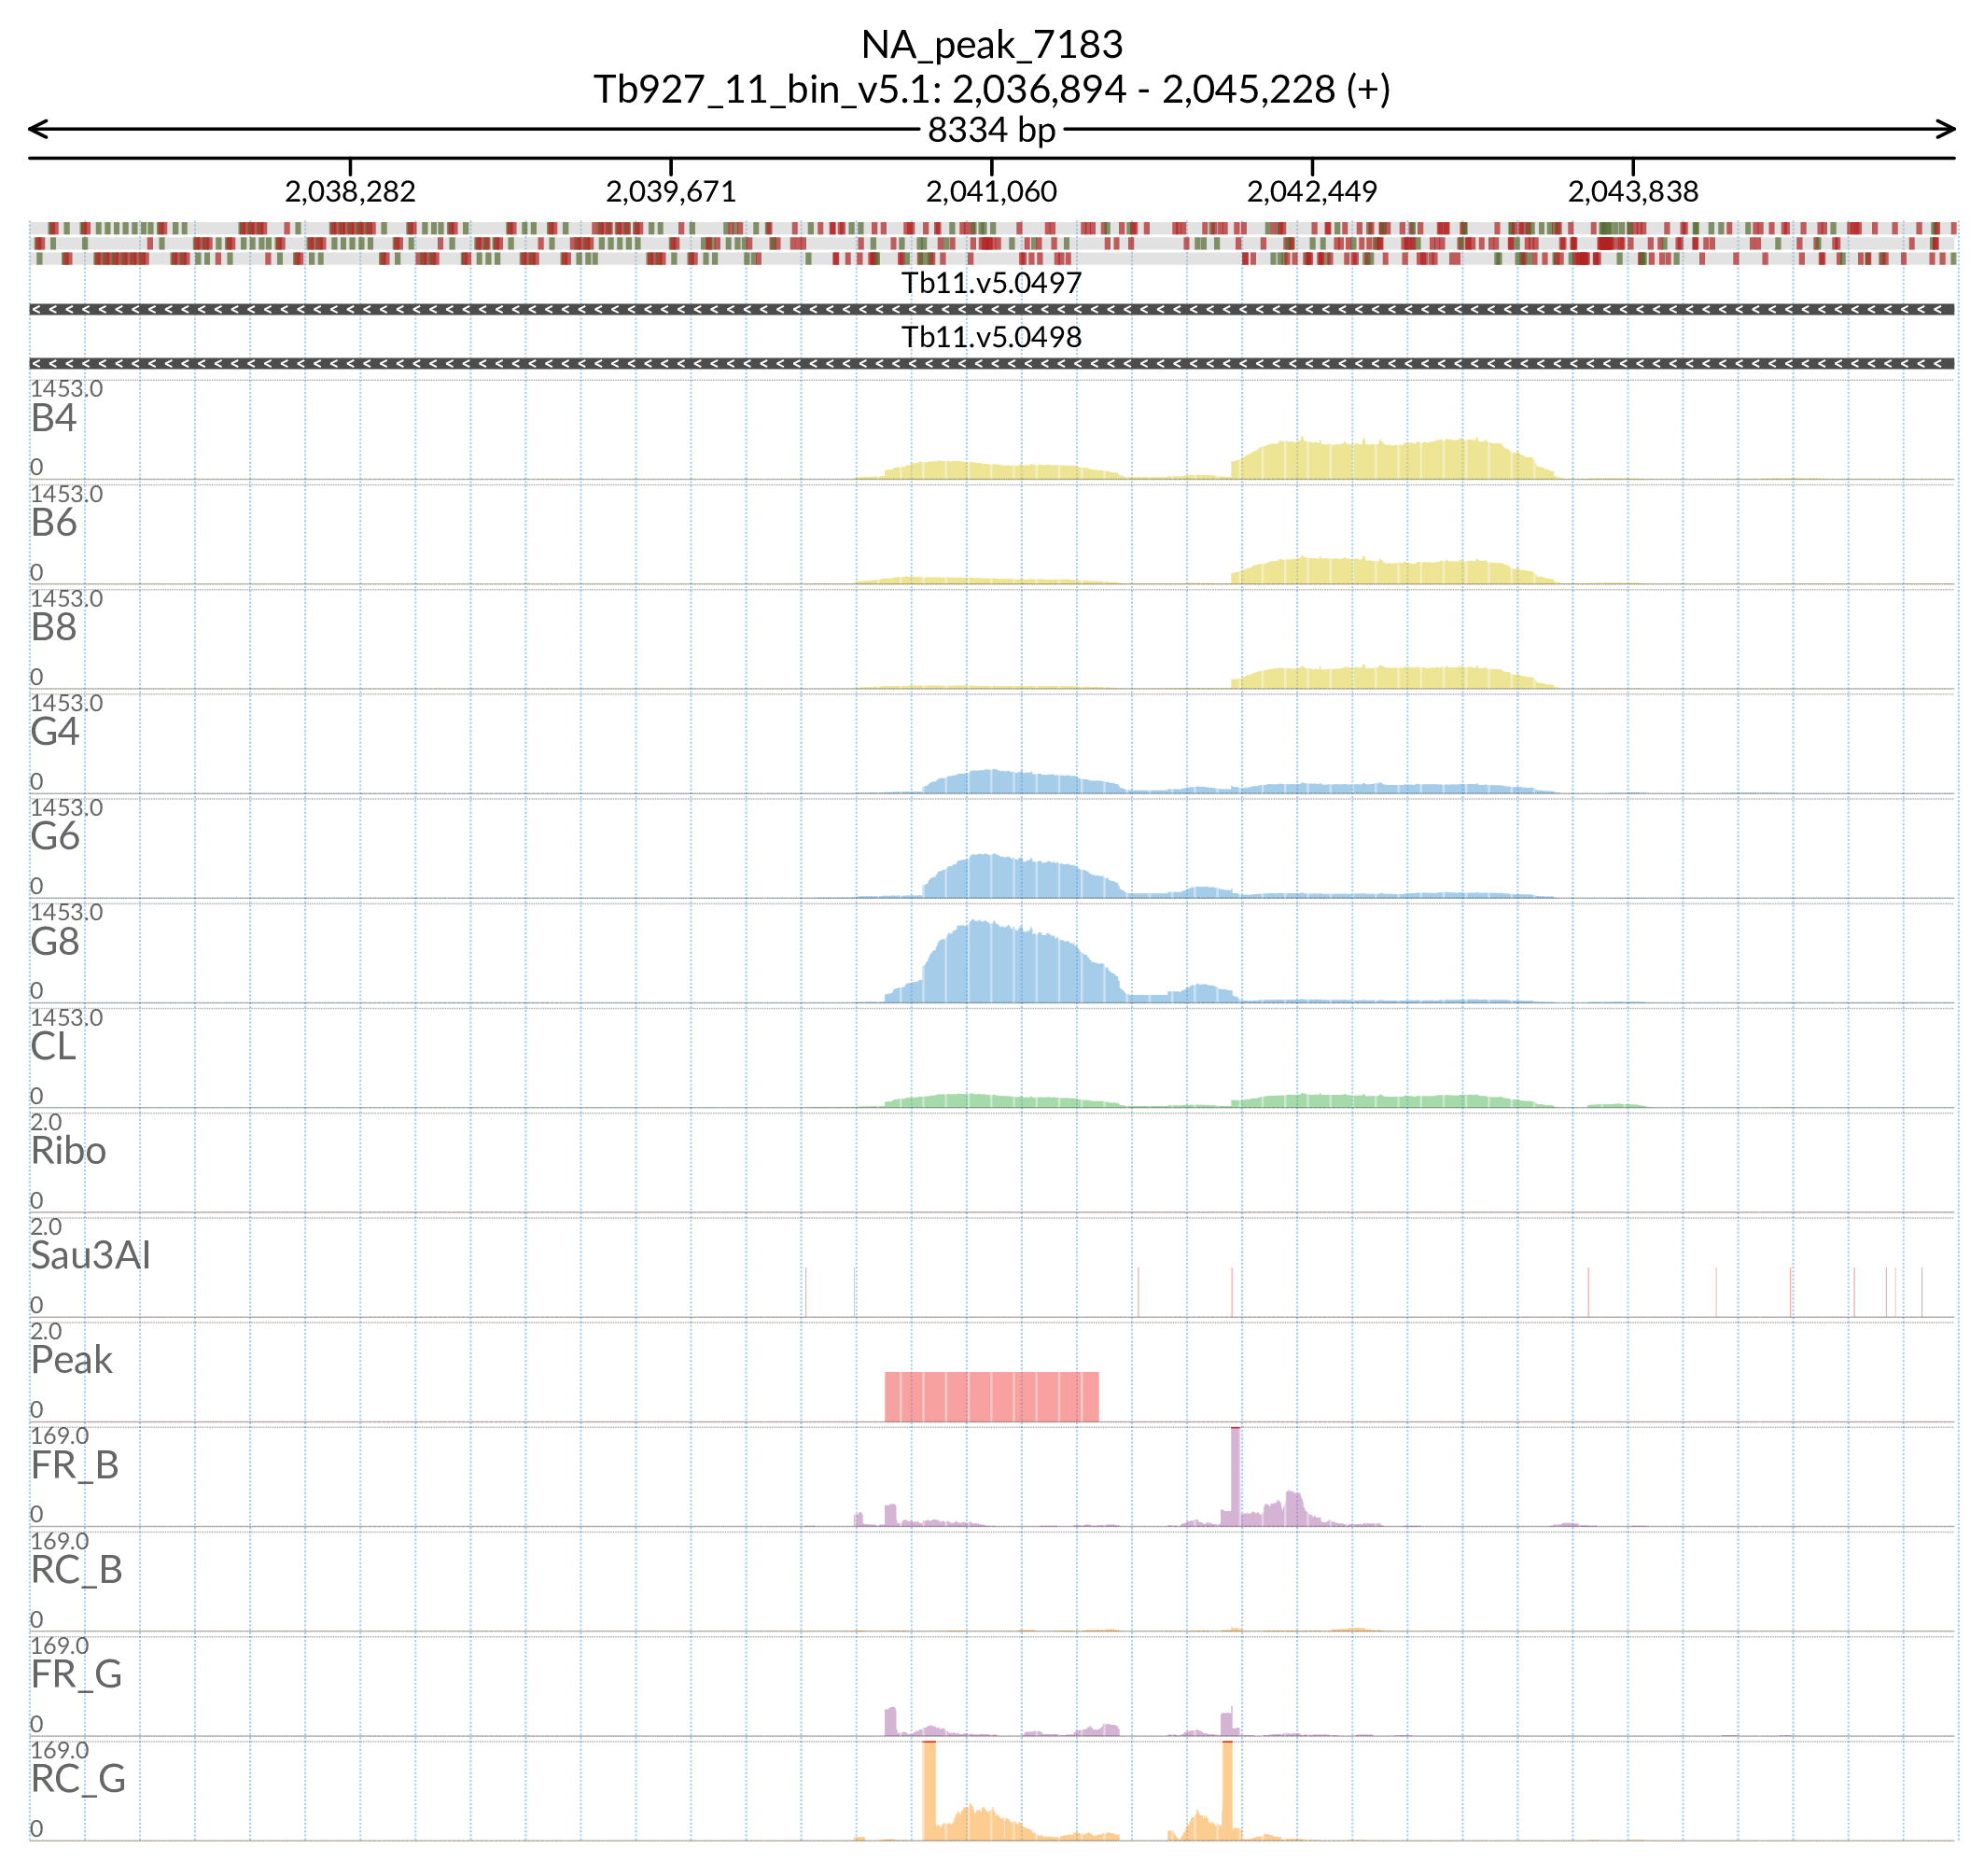 NA_peak_7183
Tb927_11_bin_v5.1: 2,036,894 - 2,045,228 (+)
8334 bp
2,038,282 2,039,671 2,041,060 2,042,449 2,043,838
Tb11.v5.0497
Tb11.v5.0498
1453.0
B4
0
1453.0
B6
0
1453.0
B8
0
1453.0
G4
0
1453.0
G6
0
1453.0
G8
0
1453.0
CL
0
2.0
Ribo
0
2.0
Sau3AI
0
2.0
Peak
0
169.0
FR_B
0
169.0
RC_B
0
169.0
FR_G
0
169.0
RC_G
0